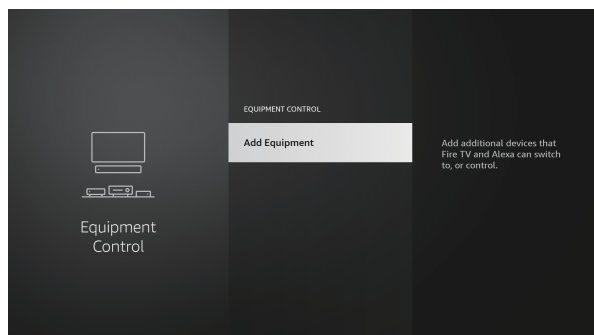 EQUIPMENT CONTROL
Add Equipment
Add additional devices that
Fire TV and Alexa can switch
to, or control.
Equipment
Control